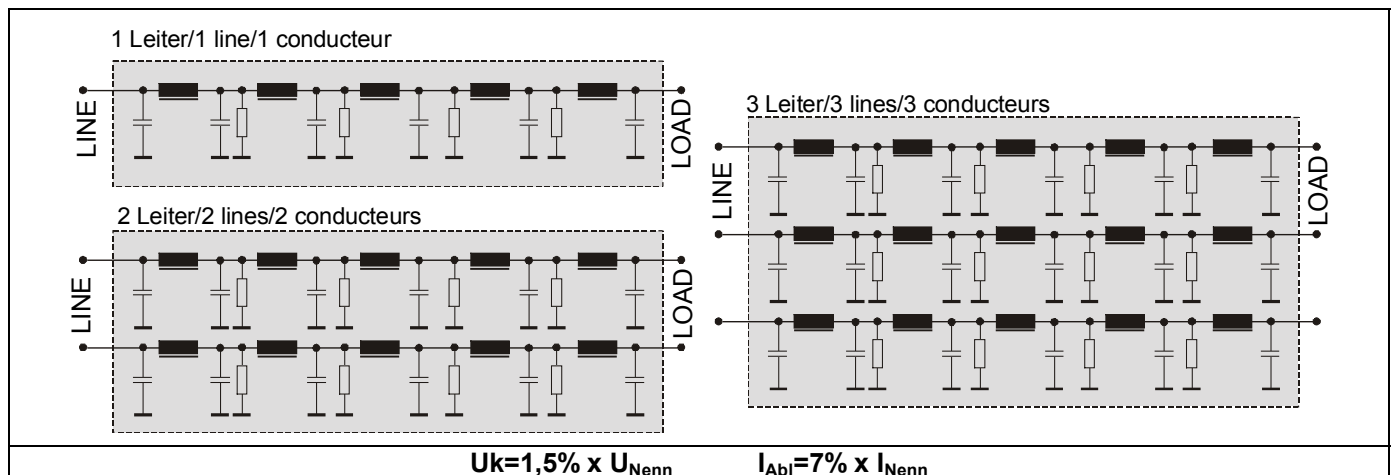 1 Leiter/1 line/1 conducteur
LINE
LOAD
2 Leiter/2 lines/2 conducteurs
LINE
LOAD
3 Leiter/3 lines/3 conducteurs
LINE
LOAD
Uk=1,5% x UNenn IAbl=7% x INenn